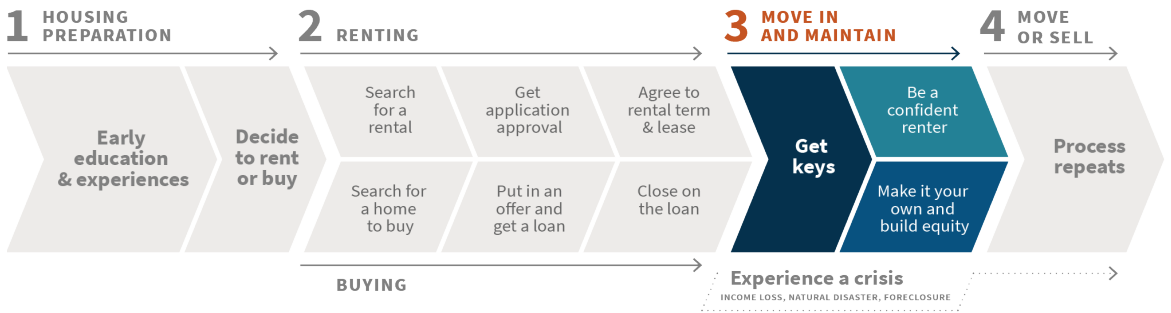 1 HOUSING
PREPARATION
2 RENTING
3 MOVE IN
AND MAINTAIN
4 MOVE
OR SELL
Early
education
& experiences
Decide
to rent
or buy
Search
for a
rental
Get
application
approval
Agree to
rental term
& lease
Search for
a home
to buy
Put in an
offer and
get a loan
Close on
the loan
Get
keys
Be a
confident
renter
Make it your
own and
build equity
Process
repeats
BUYING
Experience a crisis
INCOME LOSS, NATURAL DISASTER, FORECLOSURE